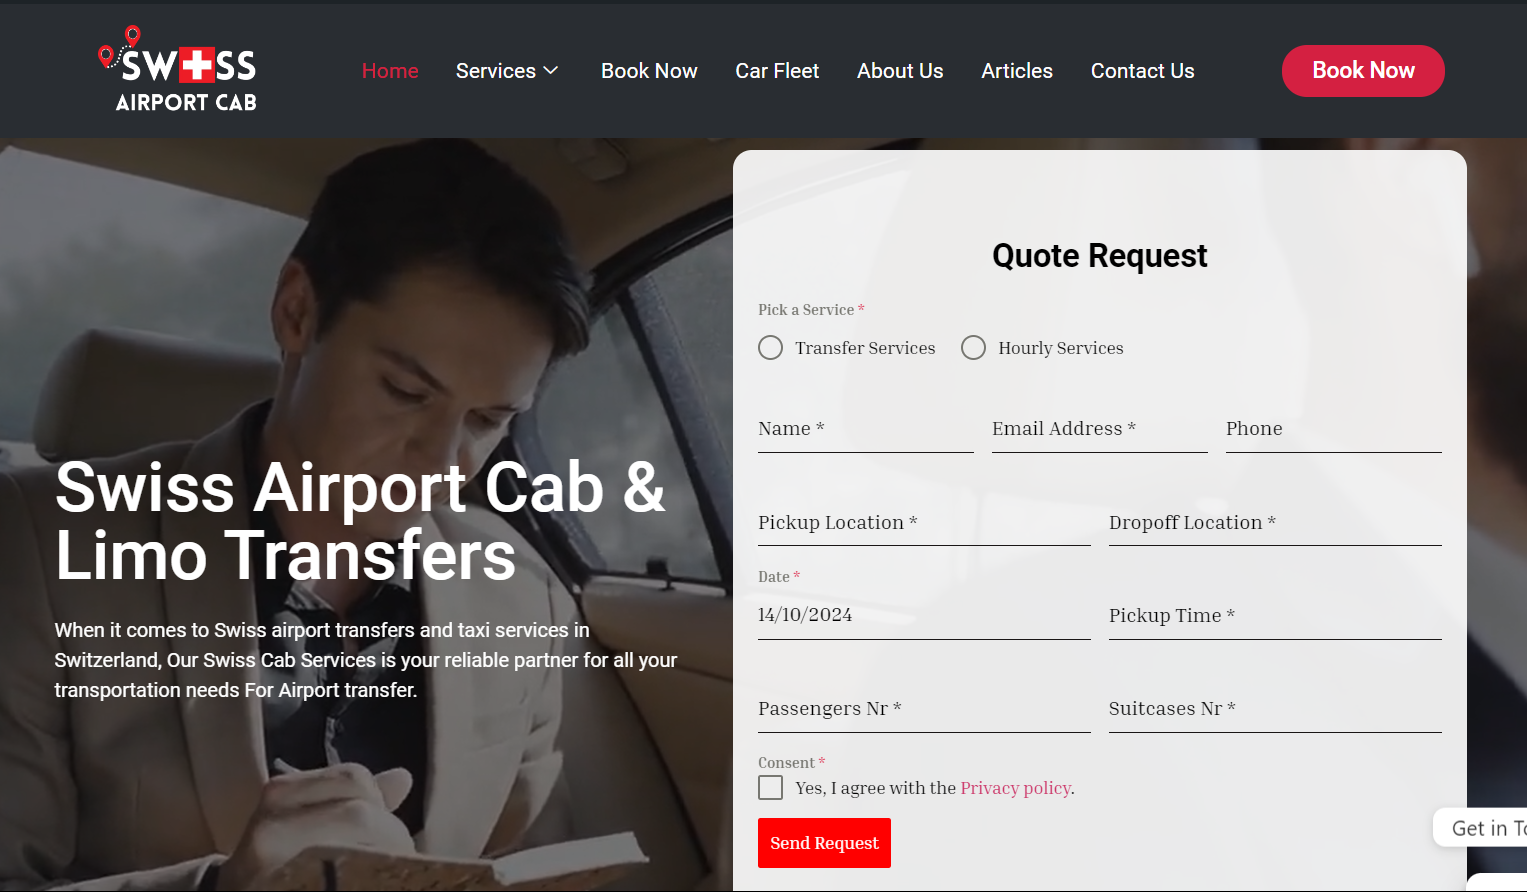 SWISS
AIRPORT CAB
Home
Services
Book Now
Car Fleet
About Us
Articles
Contact Us
Book Now
Swiss Airport Cab &
Limo Transfers
When it comes to Swiss airport transfers and taxi services in
Switzerland, Our Swiss Cab Services is your reliable partner for all your
transportation needs For Airport transfer.
Quote Request
Pick a Service *
Transfer Services
Hourly Services
Name *
Email Address *
Phone
Pickup Location *
Dropoff Location *
Date *
14/10/2024
Pickup Time *
Passengers Nr *
Suitcases Nr *
Consent *
Yes, I agree with the Privacy policy.
Send Request
Get in